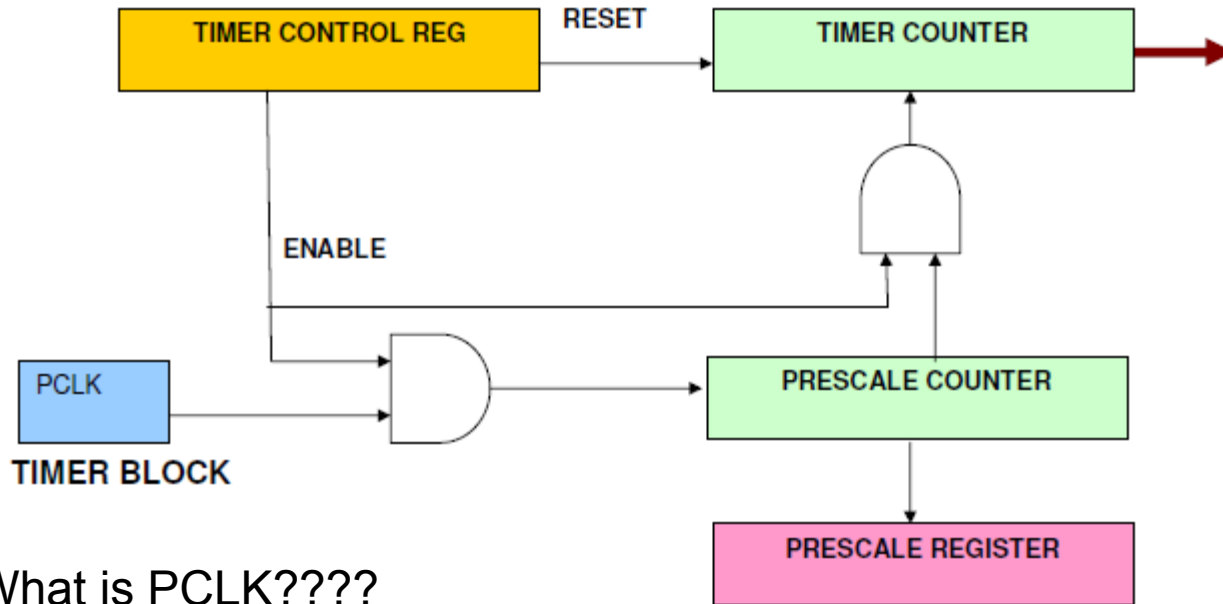 TIMER CONTROL REG
RESET
TIMER COUNTER
ENABLE
PCLK
PRESCALE COUNTER
TIMER BLOCK
PRESCALE REGISTER
What is PCLK????